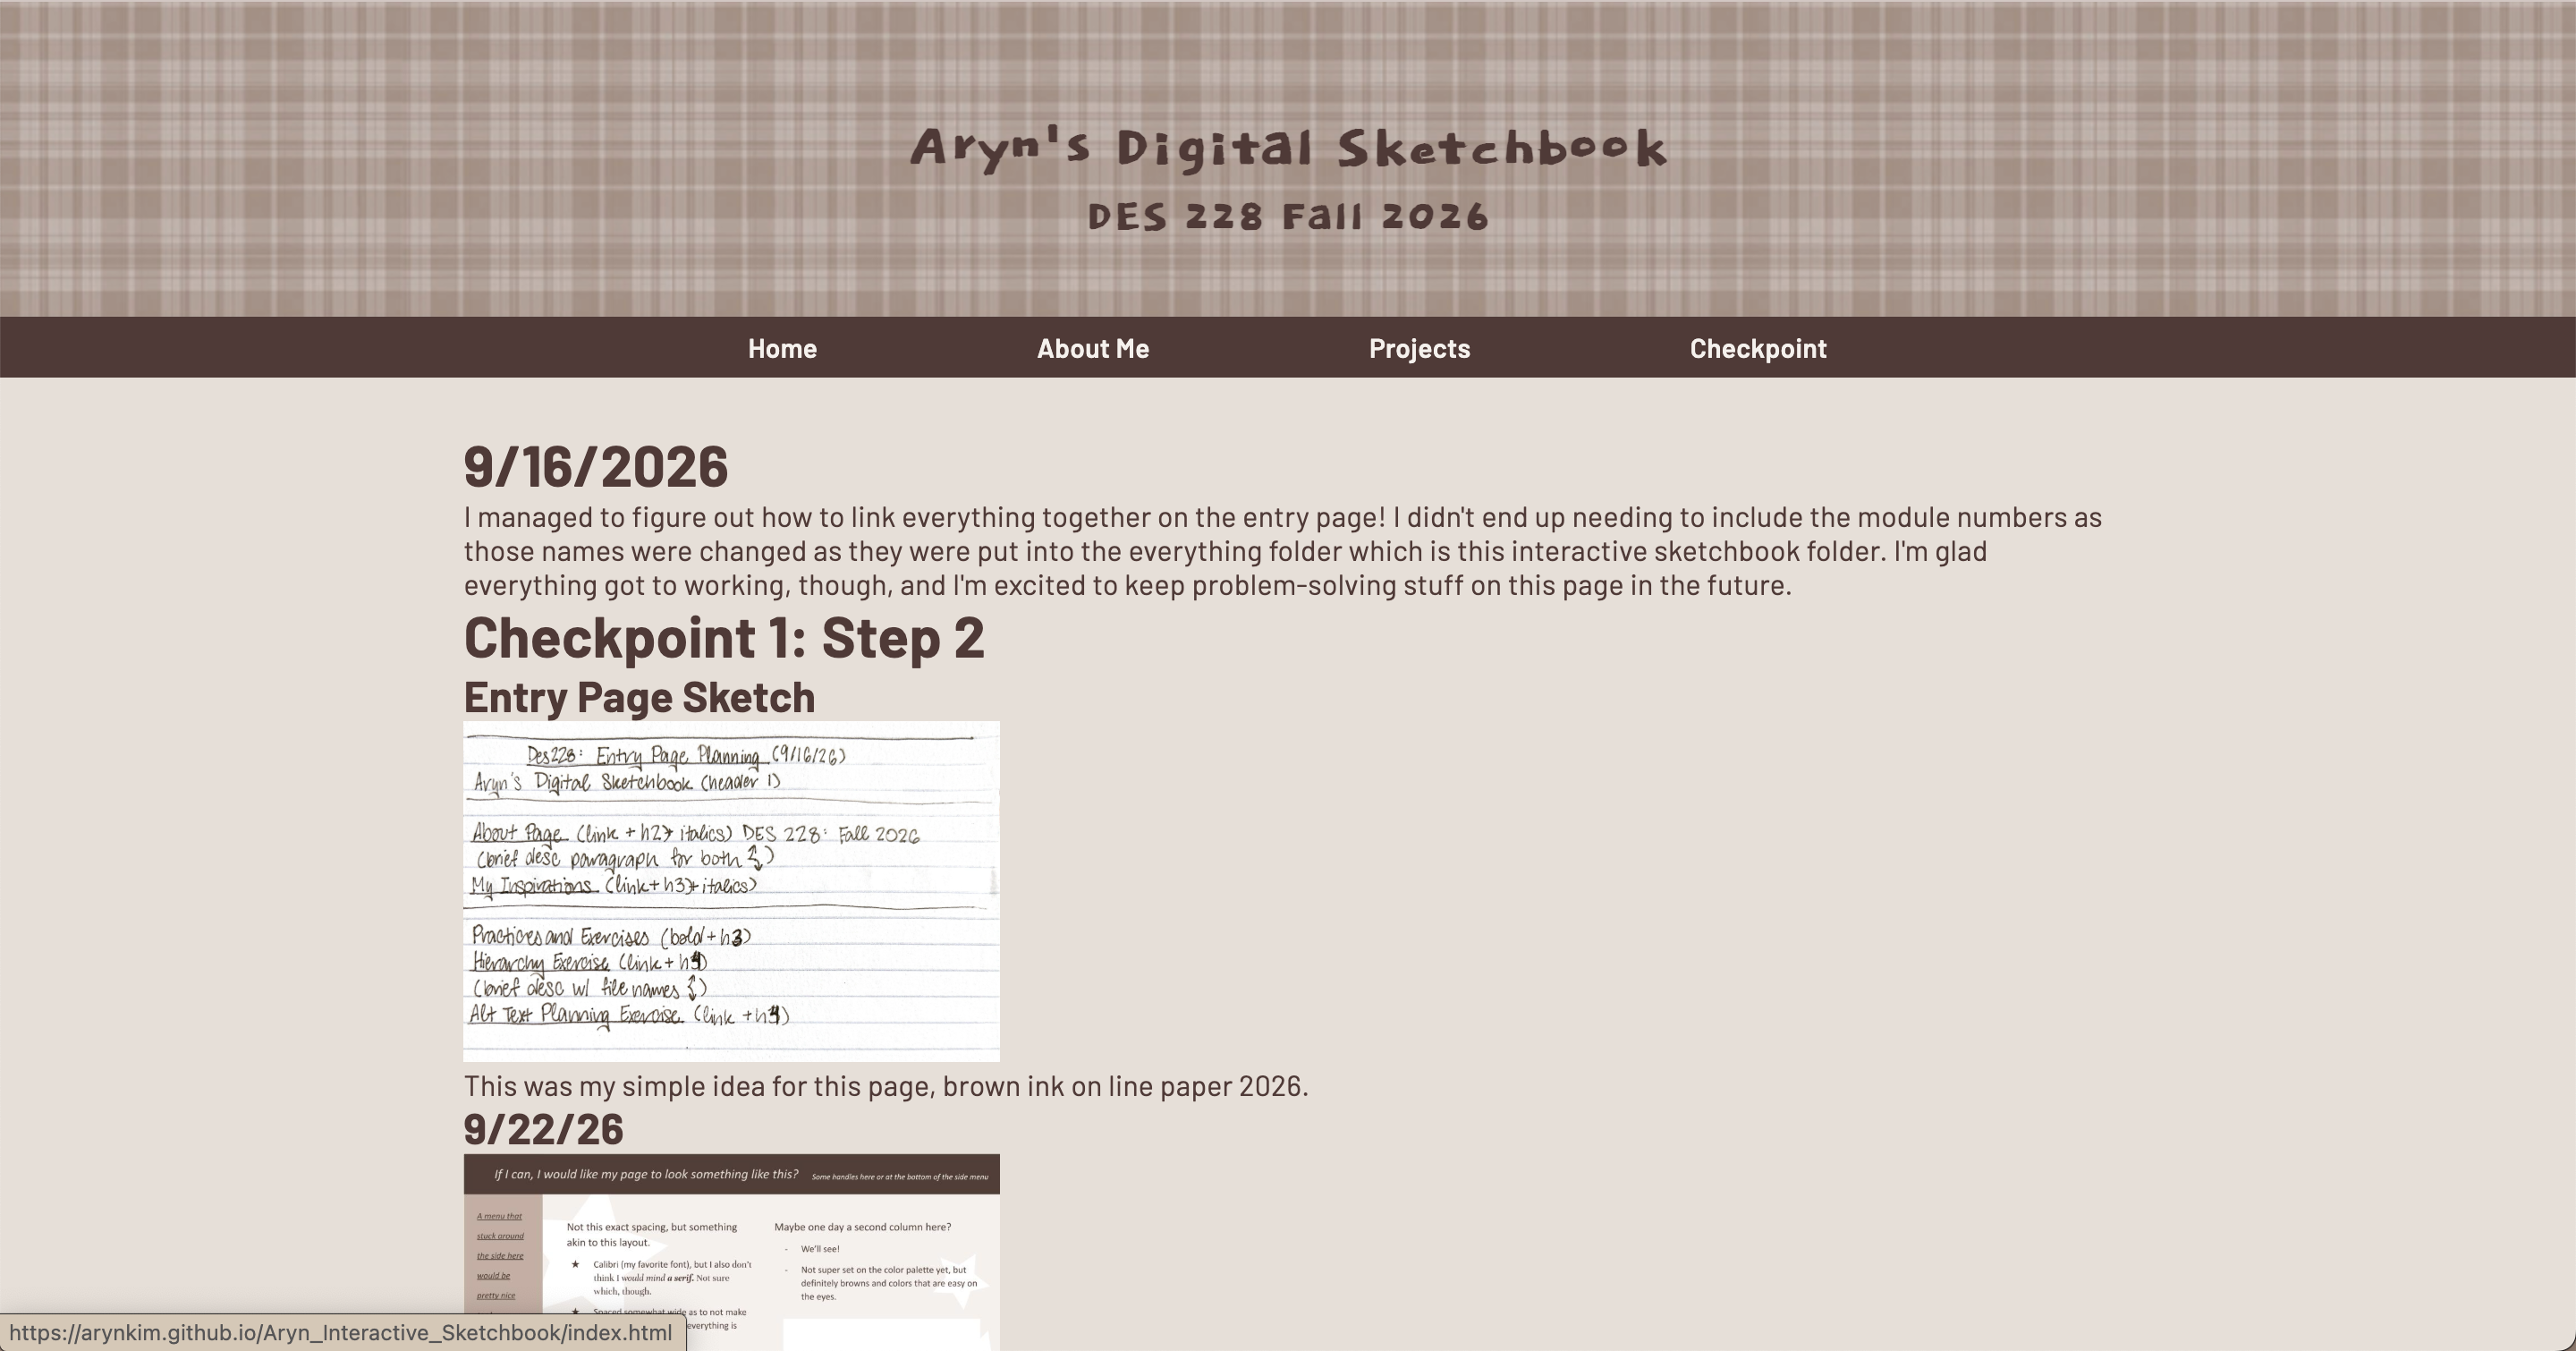 Aryn's Digital Sketchbook
DES 228 Fall 2026
Home
About Me
Projects
Checkpoint
9/16/2026
I managed to figure out how to link everything together on the entry page! I didn't end up needing to include the module numbers as
those names were changed as they were put into the everything folder which is this interactive sketchbook folder. I'm glad
everything got to working, though, and I'm excited to keep problem-solving stuff on this page in the future.
Checkpoint 1: Step 2
Entry Page Sketch
Des228: Entry Page Planning (9/16/26)
Aryn's Digital Sketchbook (header 1)
About Page (link + h2+ italics) DES 228: Fall 2026
(brief desc paragraph for both)
My Inspirations (link+h3+italics)
Practices and Exercises (bold + h3)
Hierarchy Exercise (link + h4)
(brief desc w/ file names)
Alt Text Planning Exercise (link + h4)
This was my simple idea for this page, brown ink on line paper 2026.
9/22/26
If I can, I would like my page to look something like this?
Some handles here or at the bottom of the side menu
A menu that
stuck around
the side here
would be
pretty nice
Not this exact spacing, but something
akin to this layout.
★ Calibri (my favorite font), but I also don't
think I would mind a serif. Not sure
which, though.
★ Spaced somewhat wide as to not make
everything is
Maybe one day a second column here?
- We'll see!
- Not super set on the color palette yet, but
definitely browns and colors that are easy on
the eyes.
https://arynkim.github.io/Aryn_Interactive_Sketchbook/index.html